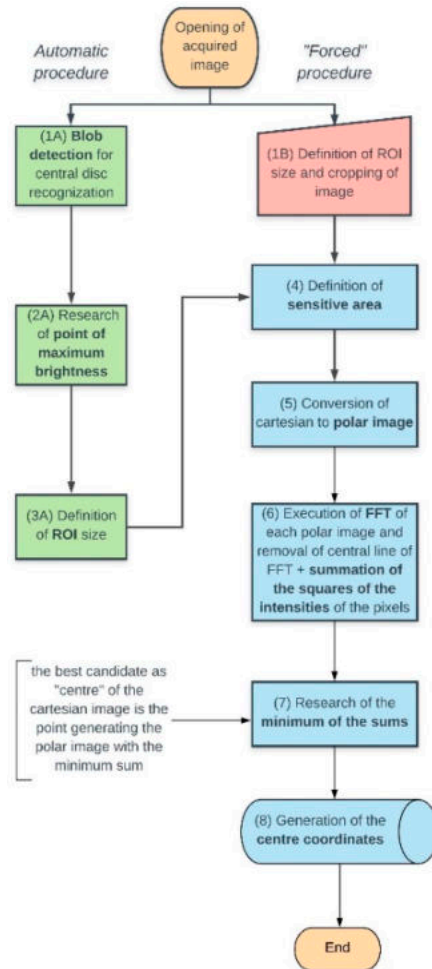 Opening of
acquired
image
Automatic
procedure
"Forced"
procedure
(1A) Blob
detection for
central disc
recognization
(1B) Definition of ROI
size and cropping of
image
(2A) Research
of point of
maximum
brightness
(4) Definition of
sensitive area
(5) Conversion of
cartesian to polar image
(3A) Definition
of ROI size
(6) Execution of FFT of
each polar image and
removal of central line of
FFT + summation of
the squares of the
intensities of the pixels
the best candidate as
"centre" of the
cartesian image is the
point generating the
polar image with the
minimum sum
(7) Research of the
minimum of the sums
(8) Generation of the
centre coordinates
End